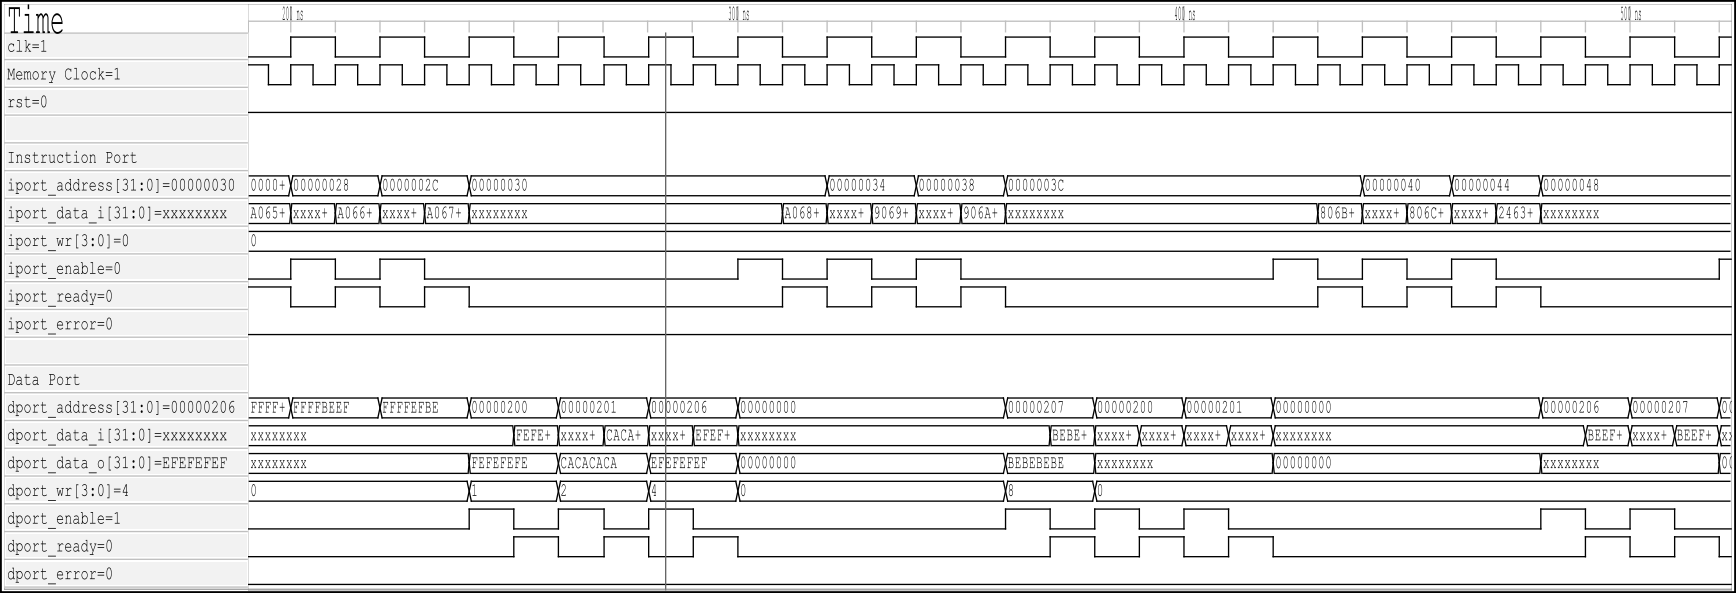 Time 200 ns 300 ns 400 ns 500 ns
clk=1
Memory Clock=1
rst=0
Instruction Port
iport_address[31:0]=00000030 0000+ 00000028 0000002C 00000030 00000034 00000038 0000003C 00000040 00000044 00000048
iport_data_i[31:0]=xxxxxxxx A065+ xxxx+ A066+ xxxx+ A067+ xxxxxxxx A068+ xxxx+ 9069+ xxxx+ 906A+ xxxxxxxx 806B+ xxxx+ 806C+ xxxx+ 2463+ xxxxxxxx
iport_wr[3:0]=0 0
iport_enable=0
iport_ready=0
iport_error=0
Data Port
dport_address[31:0]=00000206 FFFF+ FFFFBEEF FFFFEFBE 00000200 00000201 00000206 00000000 00000207 00000200 00000201 00000000 00000206 00000207
dport_data_i[31:0]=xxxxxxxx xxxxxxxx FEFE+ xxxx+ CACA+ xxxx+ EFEF+ xxxxxxxx BEBE+ xxxx+ xxxx+ xxxx+ xxxx+ xxxxxxxx BEEF+ xxxx+ BEEF+
dport_data_o[31:0]=EFEFEFEF xxxxxxxx FEFEFEFE CACACACA EFEFEFEF 00000000 BEBEBEBE xxxxxxxx 00000000 xxxxxxxx
dport_wr[3:0]=4 0 1 2 4 0 8 0
dport_enable=1
dport_ready=0
dport_error=0